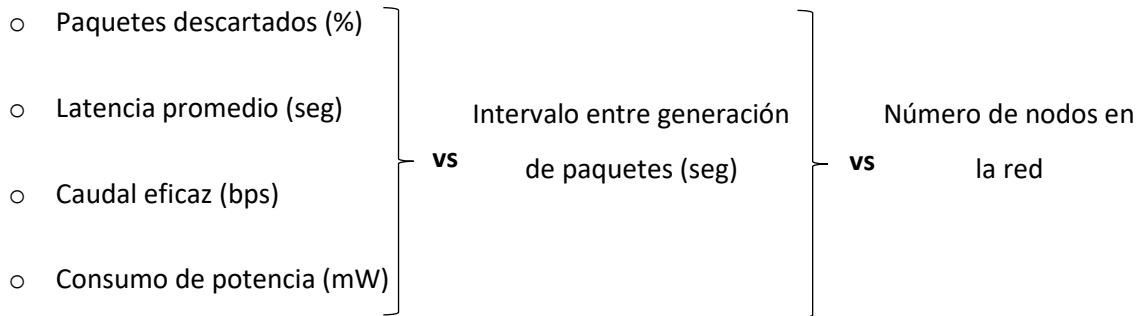 o Paquetes descartados (%)
o Latencia promedio (seg)
o Caudal eficaz (bps)
o Consumo de potencia (mW)
vs
Intervalo entre generación
de paquetes (seg)
vs
Número de nodos en
la red